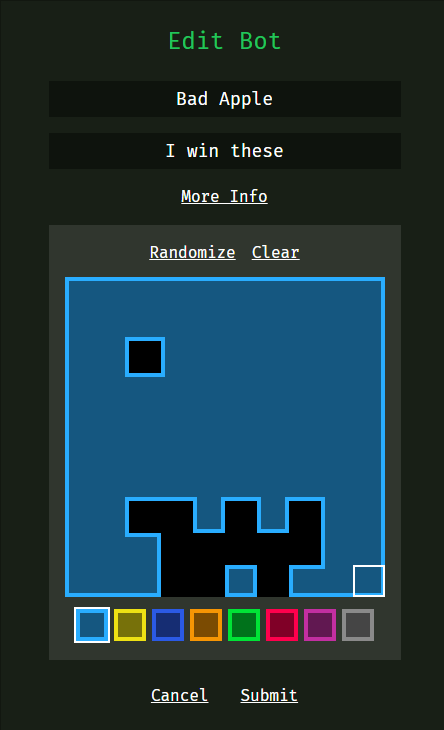 Edit Bot
Bad Apple
I win these
More Info
Randomize Clear
Cancel Submit